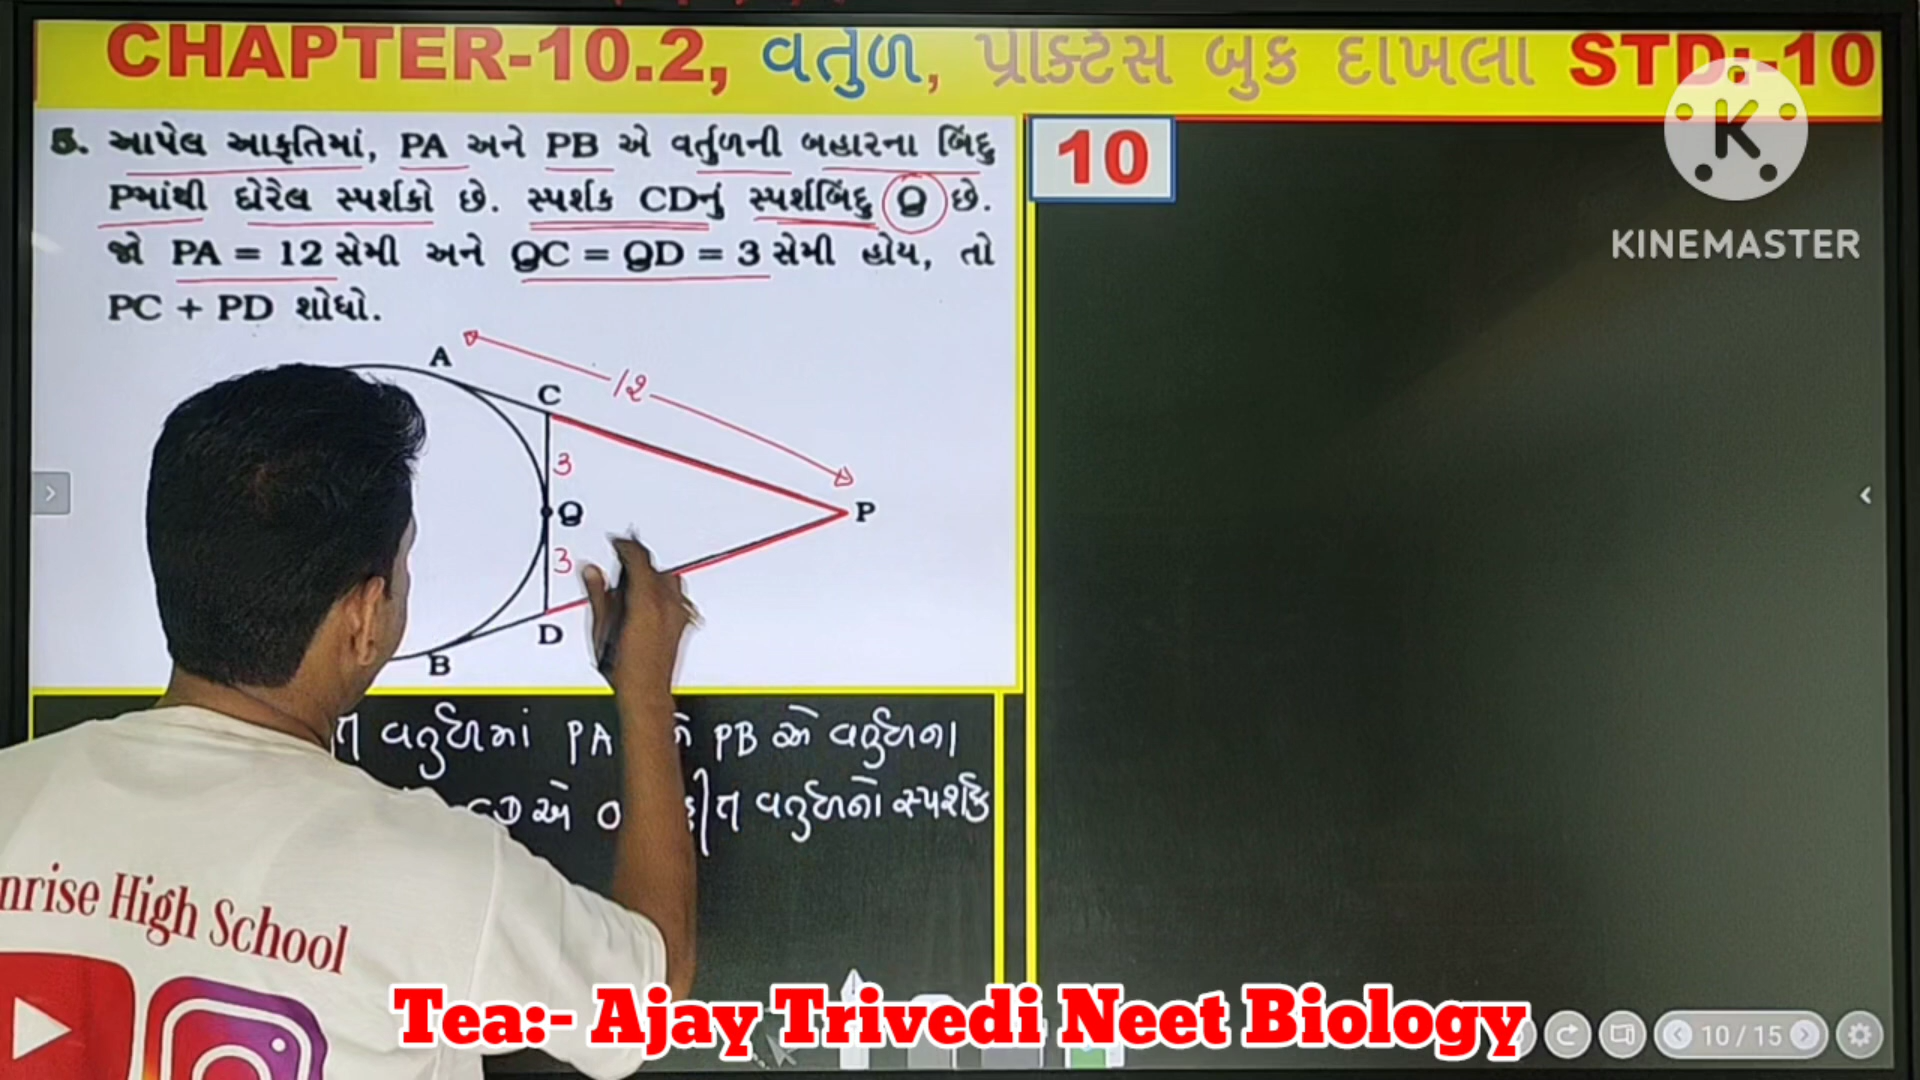 CHAPTER-10.2, વર્તુળ, પ્રેક્ટિસ બુક દાખલા STD:-10
5. આપેલ આકૃતિમાં, PA અને PB એ વર્તુળની બહારના બિંદુ
Pમાંથી દોરેલ સ્પર્શકો છે. સ્પર્શક CDનું સ્પર્શબિંદુ Q છે.
જો PA = 12 સેમી અને QC = QD = 3 સેમી હોય, તો
PC + PD શોધો.
10
K
KINEMASTER
A
C
12
3
Q
P
3
D
B
વર્તુળમાં PA PB એ વર્તુળના
CD એ વર્તુળનો સ્પર્શક
nrise High School
Tea:- Ajay Trivedi Neet Biology
10 / 15